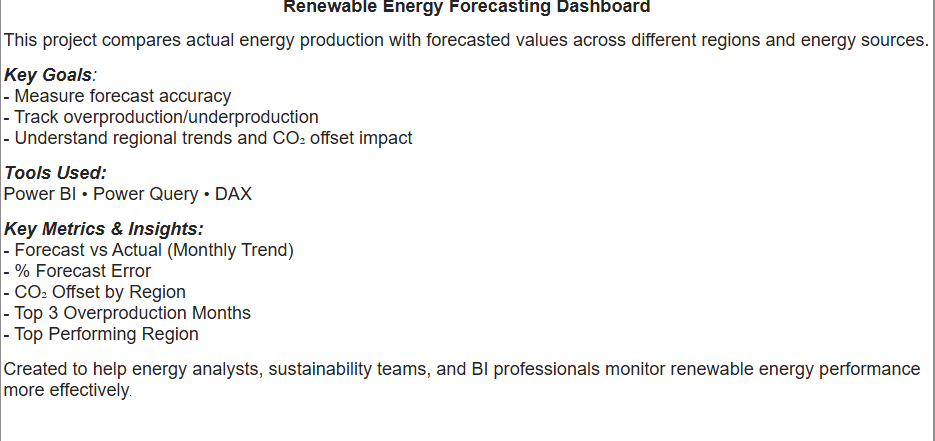 Renewable Energy Forecasting Dashboard
This project compares actual energy production with forecasted values across different regions and energy sources.
Key Goals:
- Measure forecast accuracy
- Track overproduction/underproduction
- Understand regional trends and CO₂ offset impact
Tools Used:
Power BI • Power Query • DAX
Key Metrics & Insights:
- Forecast vs Actual (Monthly Trend)
- % Forecast Error
- CO₂ Offset by Region
- Top 3 Overproduction Months
- Top Performing Region
Created to help energy analysts, sustainability teams, and BI professionals monitor renewable energy performance
more effectively.